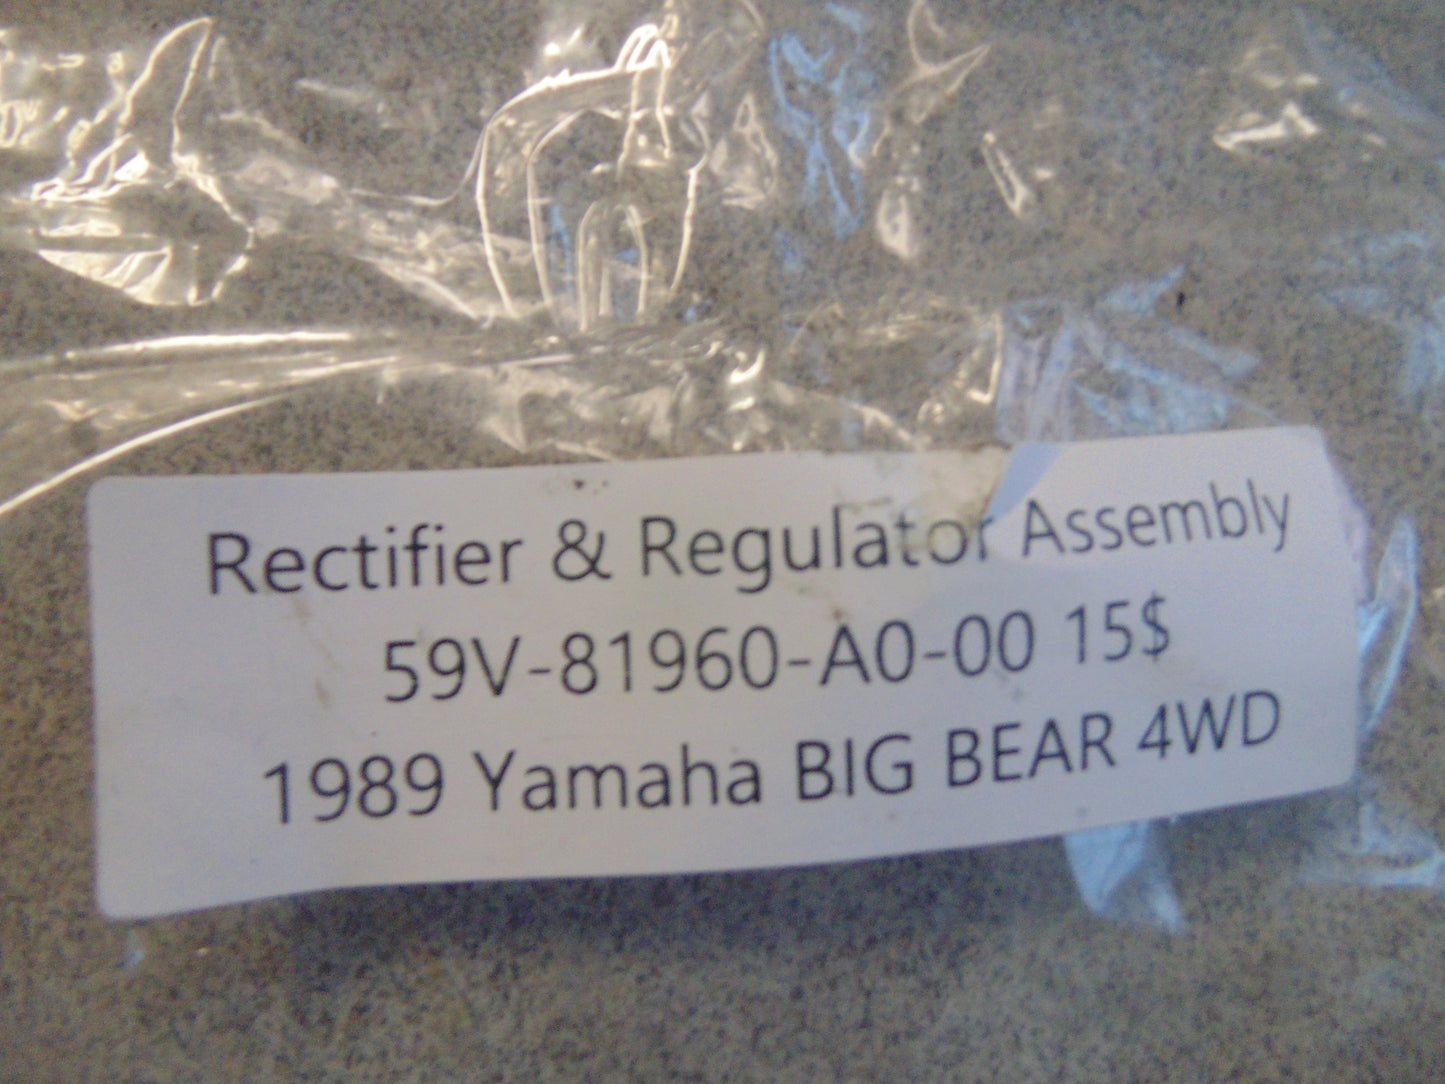 Rectifier & Regulator Assembly
59V-81960-A0-00 15$
1989 Yamaha BIG BEAR 4WD